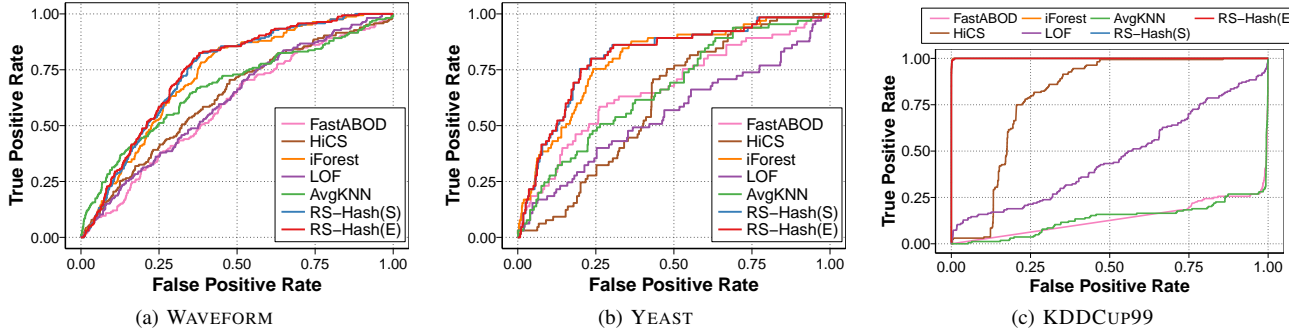 True Positive Rate
1.00
0.75
0.50
0.25
0.00
FastABOD
HiCS
iForest
LOF
AvgKNN
RS−Hash(S)
RS−Hash(E)
0.00 0.25 0.50 0.75 1.00
False Positive Rate
(a) WAVEFORM
True Positive Rate
1.00
0.75
0.50
0.25
0.00
FastABOD
HiCS
iForest
LOF
AvgKNN
RS−Hash(S)
RS−Hash(E)
0.00 0.25 0.50 0.75 1.00
False Positive Rate
(b) YEAST
FastABOD iForest AvgKNN RS−Hash(E
HiCS LOF RS−Hash(S)
True Positive Rate
1.00
0.75
0.50
0.25
0.00
0.00 0.25 0.50 0.75 1.00
False Positive Rate
(c) KDDCUP99